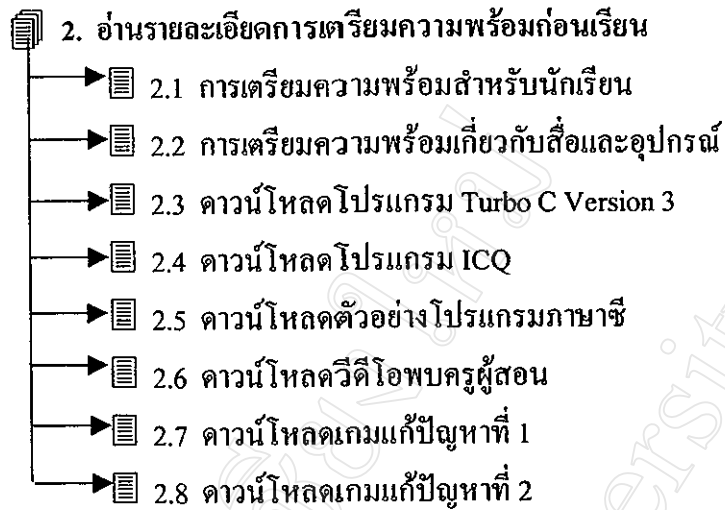 2. อ่านรายละเอียดการเตรียมความพร้อมก่อนเรียน
2.1 การเตรียมความพร้อมสำหรับนักเรียน
2.2 การเตรียมความพร้อมเกี่ยวกับสื่อและอุปกรณ์
2.3 ดาวน์โหลดโปรแกรม Turbo C Version 3
2.4 ดาวน์โหลดโปรแกรม ICQ
2.5 ดาวน์โหลดตัวอย่างโปรแกรมภาษาซี
2.6 ดาวน์โหลดวีดีโอพบครูผู้สอน
2.7 ดาวน์โหลดเกมแก้ปัญหาที่ 1
2.8 ดาวน์โหลดเกมแก้ปัญหาที่ 2